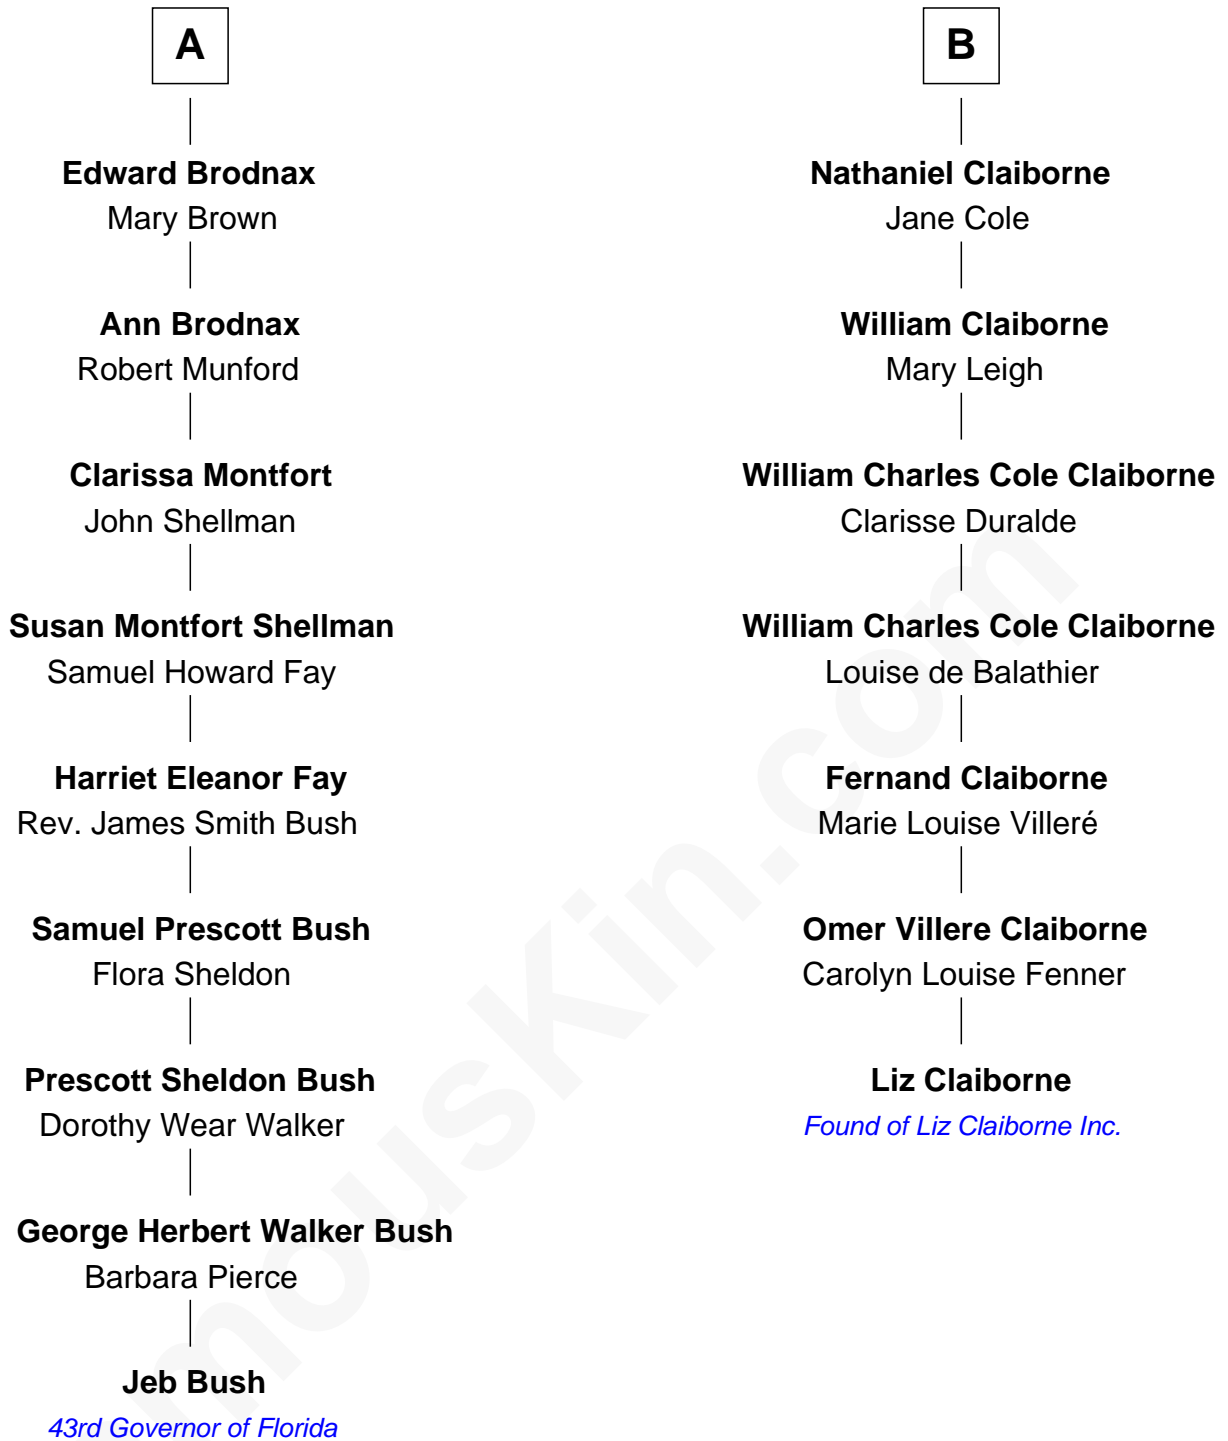 A
Edward Brodnax
Mary Brown
Ann Brodnax
Robert Munford
Clarissa Montfort
John Shellman
Susan Montfort Shellman
Samuel Howard Fay
Harriet Eleanor Fay
Rev. James Smith Bush
Samuel Prescott Bush
Flora Sheldon
Prescott Sheldon Bush
Dorothy Wear Walker
George Herbert Walker Bush
Barbara Pierce
Jeb Bush
43rd Governor of Florida
B
Nathaniel Claiborne
Jane Cole
William Claiborne
Mary Leigh
William Charles Cole Claiborne
Clarisse Duralde
William Charles Cole Claiborne
Louise de Balathier
Fernand Claiborne
Marie Louise Villeré
Omer Villere Claiborne
Carolyn Louise Fenner
Liz Claiborne
Found of Liz Claiborne Inc.
mousKin.com